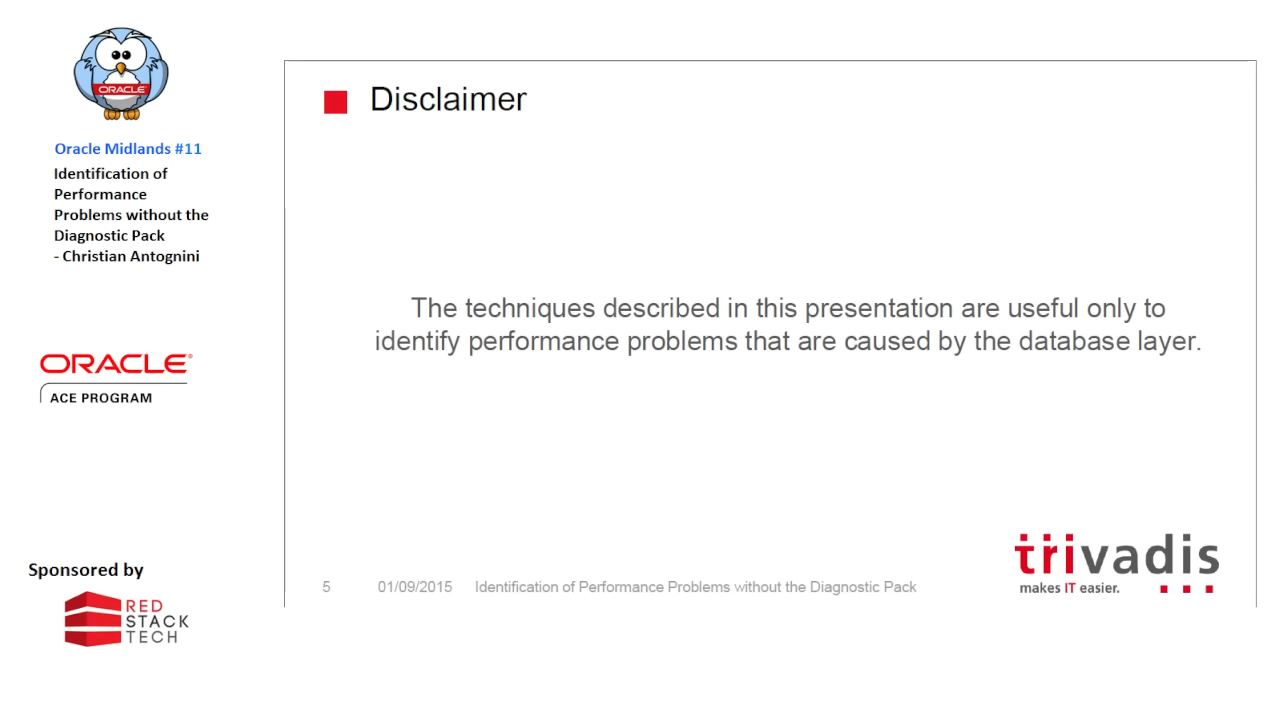 ORACLE
Oracle Midlands #11
Identification of
Performance
Problems without the
Diagnostic Pack
- Christian Antognini
ORACLE®
ACE PROGRAM
Sponsored by
RED
STACK
TECH
Disclaimer
The techniques described in this presentation are useful only to
identify performance problems that are caused by the database layer.
5 01/09/2015 Identification of Performance Problems without the Diagnostic Pack
trivadis
makes IT easier.